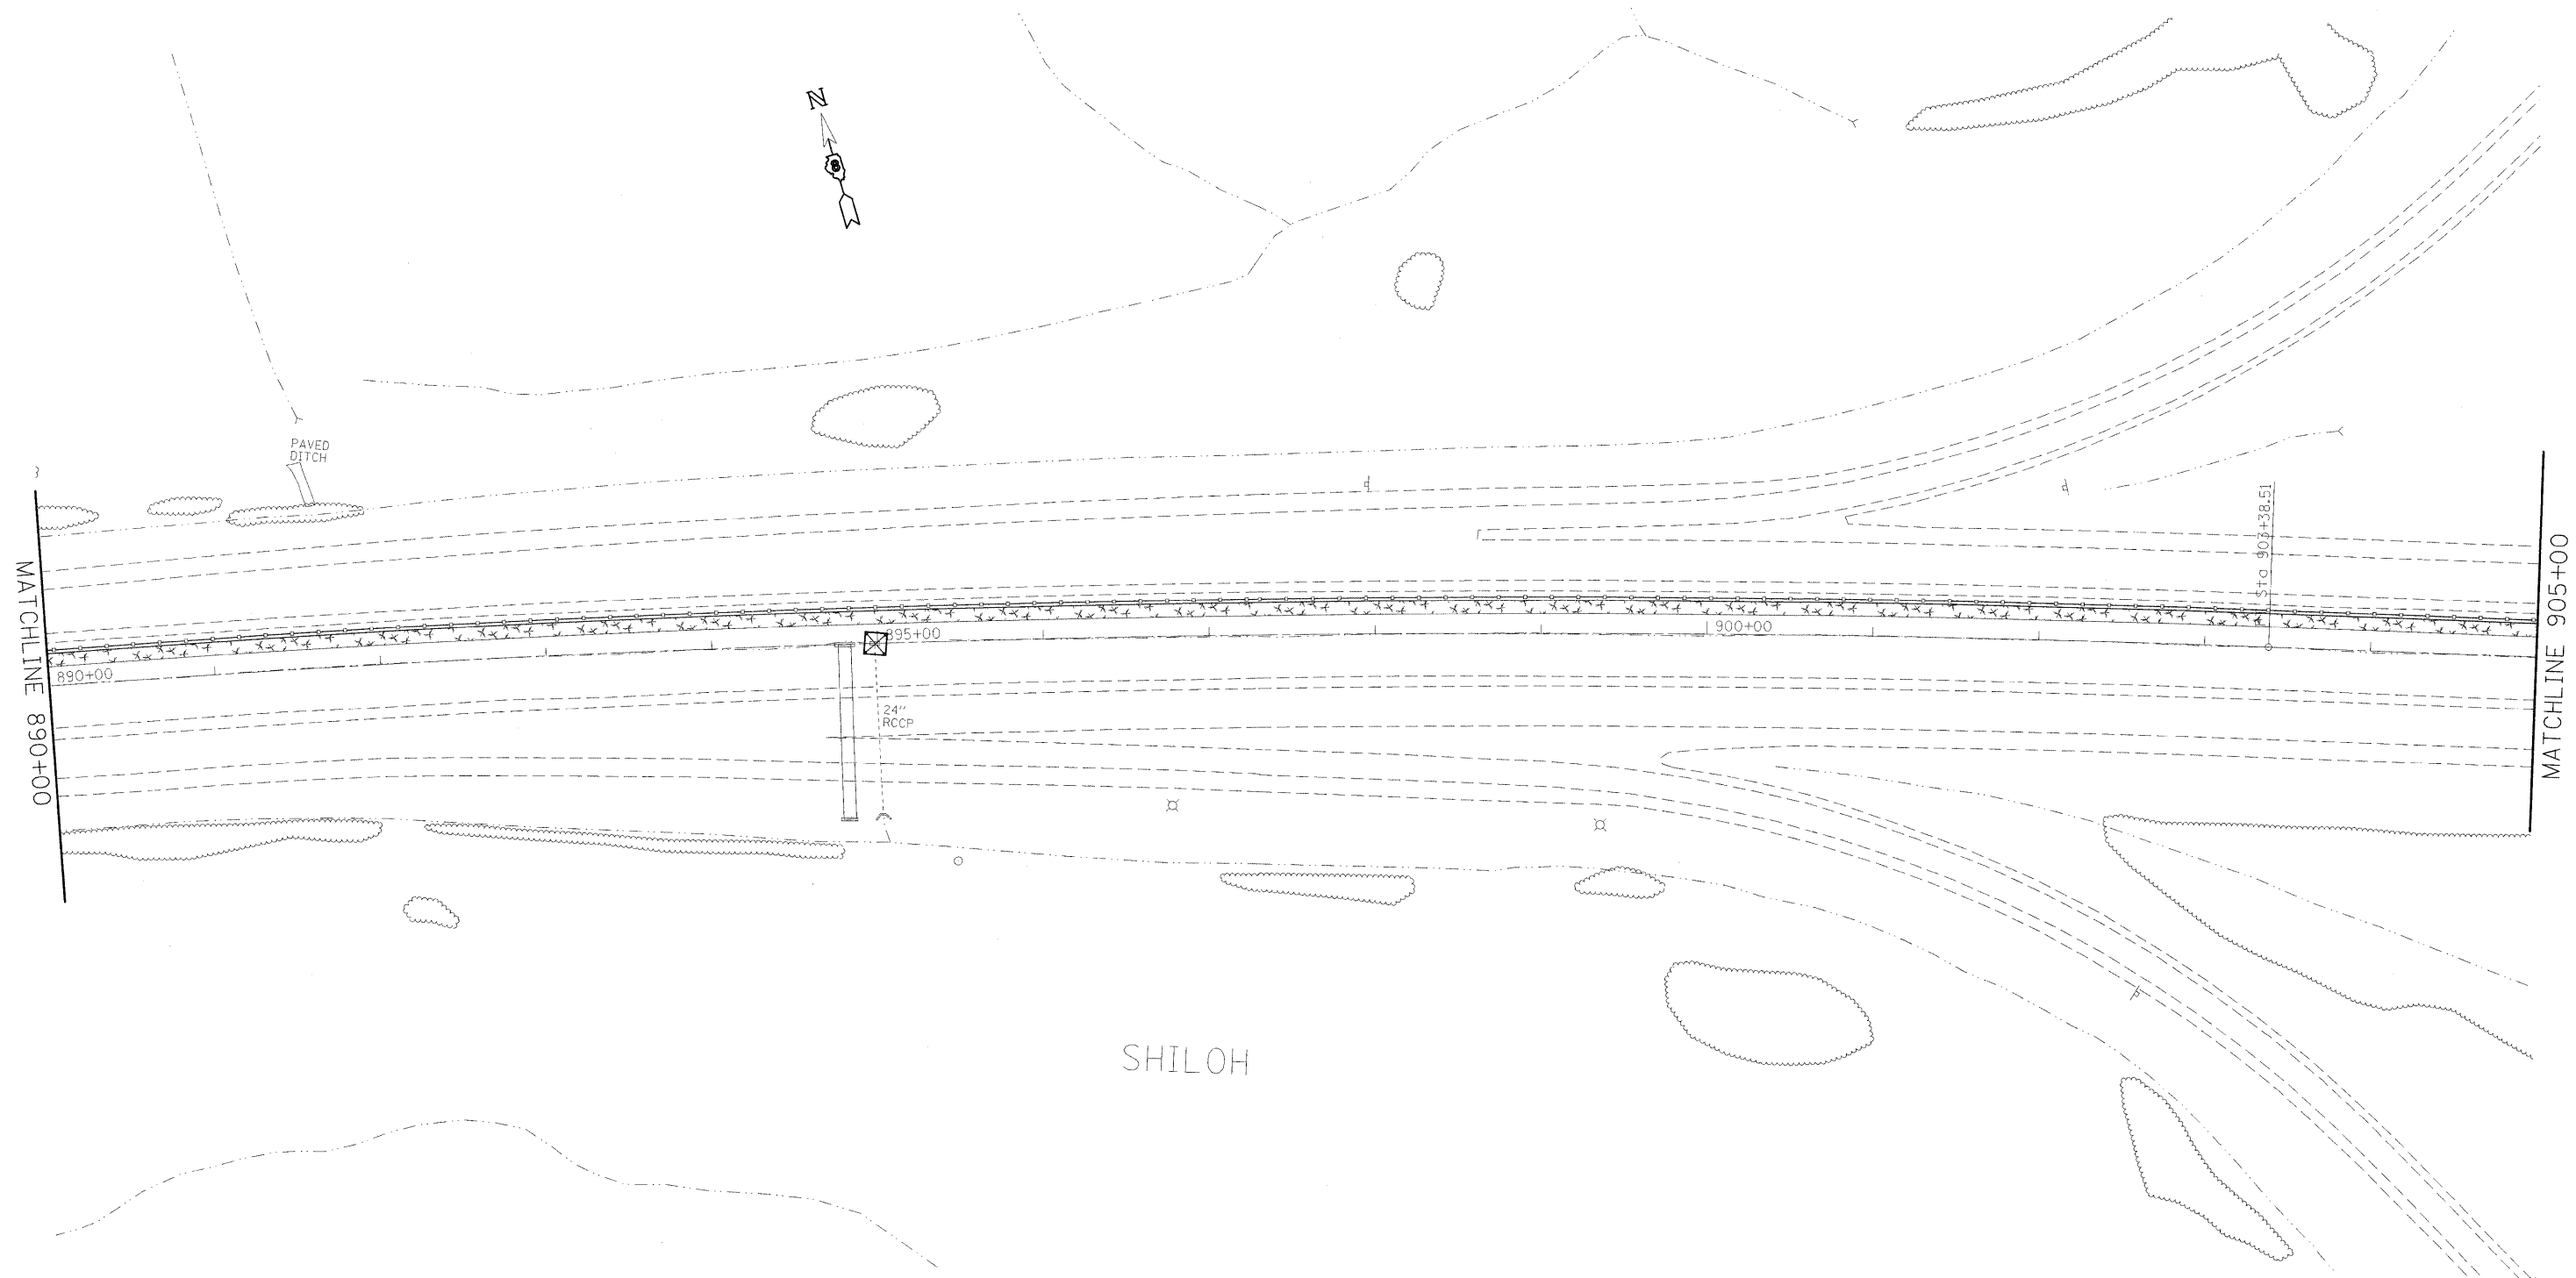 N
8
PAVED
DITCH
MATCHLINE 890+00
890+00
895+00
24"
RCCP
900+00
Sta 903+38.51
MATCHLINE 905+00
SHILOH